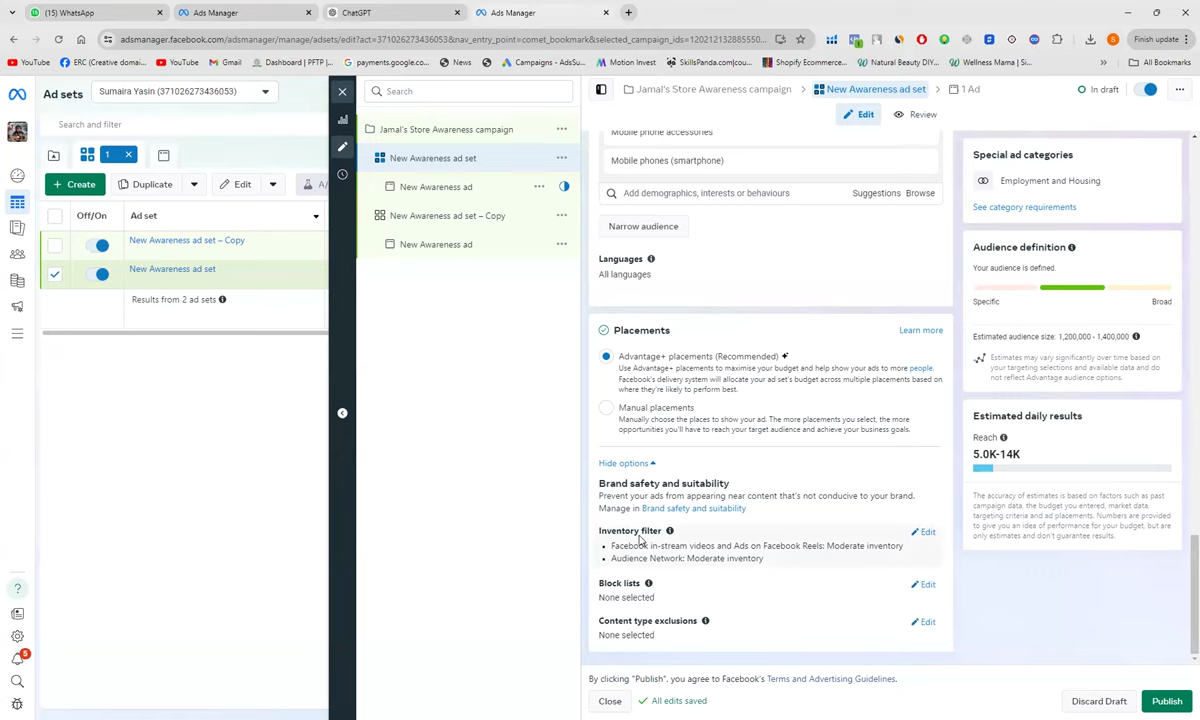 (15) WhatsApp
Ads Manager
ChatGPT
Ads Manager
adsmanager.facebook.com/adsmanager/manage/adsets/edit?act=371026273436053&nav_entry_point=comet_bookmark&selected_campaign_ids=120212132885550...
Finish update
YouTube
ERC (Creative domai...
YouTube
Gmail
Dashboard | PFTP |...
payments.google.co...
News
Campaigns - AdsSu...
Motion Invest
SkillsPanda.com/cou...
Shopify Ecommerce...
Natural Beauty DIY...
Wellness Mama | Si...
All Bookmarks
Ad sets
Sumaira Yasin (371026273436053)
Search and filter
1
Create
Duplicate
Edit
A/
Off/On
Ad set
New Awareness ad set – Copy
New Awareness ad set
Results from 2 ad sets
5
Search
Jamal's Store Awareness campaign
New Awareness ad set
New Awareness ad
New Awareness ad set – Copy
New Awareness ad
Jamal's Store Awareness campaign
New Awareness ad set
1 Ad
In draft
Edit
Review
Mobile phone accessories
Mobile phones (smartphone)
Add demographics, interests or behaviours
Suggestions
Browse
Narrow audience
Languages
All languages
Placements
Learn more
Advantage+ placements (Recommended)
Use Advantage+ placements to maximise your budget and help show your ads to more people.
Facebook's delivery system will allocate your ad set's budget across multiple placements based on
where they're likely to perform best.
Manual placements
Manually choose the places to show your ad. The more placements you select, the more
opportunities you'll have to reach your target audience and achieve your business goals.
Hide options
Brand safety and suitability
Prevent your ads from appearing near content that's not conducive to your brand.
Manage in Brand safety and suitability
Inventory filter
Edit
Facebook in-stream videos and Ads on Facebook Reels: Moderate inventory
Audience Network: Moderate inventory
Block lists
Edit
None selected
Content type exclusions
Edit
None selected
By clicking "Publish", you agree to Facebook's Terms and Advertising Guidelines.
Close
All edits saved
Discard Draft
Publish
Special ad categories
Employment and Housing
See category requirements
Audience definition
Your audience is defined.
Specific
Broad
Estimated audience size: 1,200,000 - 1,400,000
Estimates may vary significantly over time based on
your targeting selections and available data and do
not reflect Advantage audience options.
Estimated daily results
Reach
5.0K-14K
The accuracy of estimates is based on factors such as past
campaign data, the budget you entered, market data,
targeting criteria and ad placements. Numbers are provided
to give you an idea of performance for your budget, but are
only estimates and don't guarantee results.